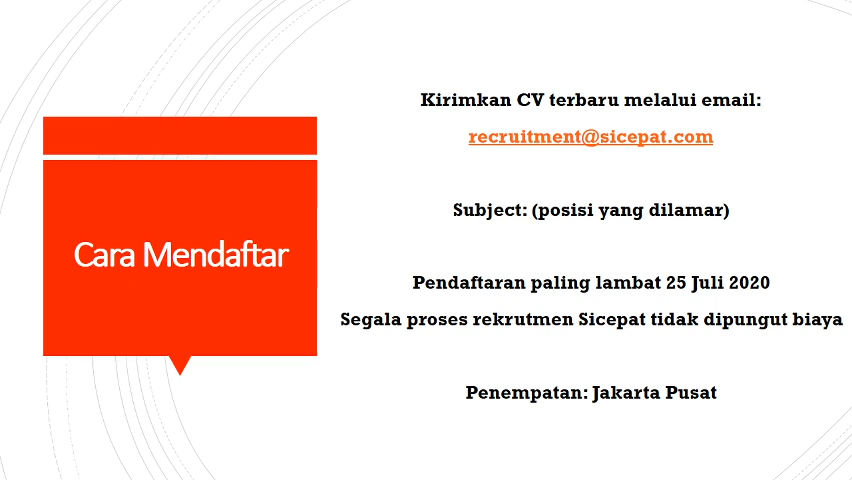 Cara Mendaftar
Kirimkan CV terbaru melalui email:
recruitment@sicepat.com
Subject: (posisi yang dilamar)
Pendaftaran paling lambat 25 Juli 2020
Segala proses rekrutmen Sicepat tidak dipungut biaya
Penempatan: Jakarta Pusat